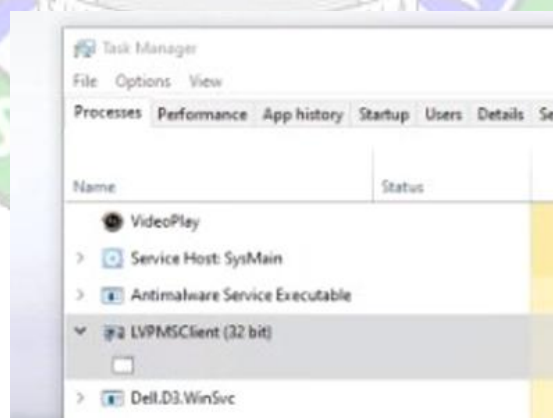 Task Manager
File Options View
Processes Performance App history Startup Users Details Se
Name Status
VideoPlay
Service Host: SysMain
Antimalware Service Executable
LVPMSClient (32 bit)
Dell.D3.WinSvc